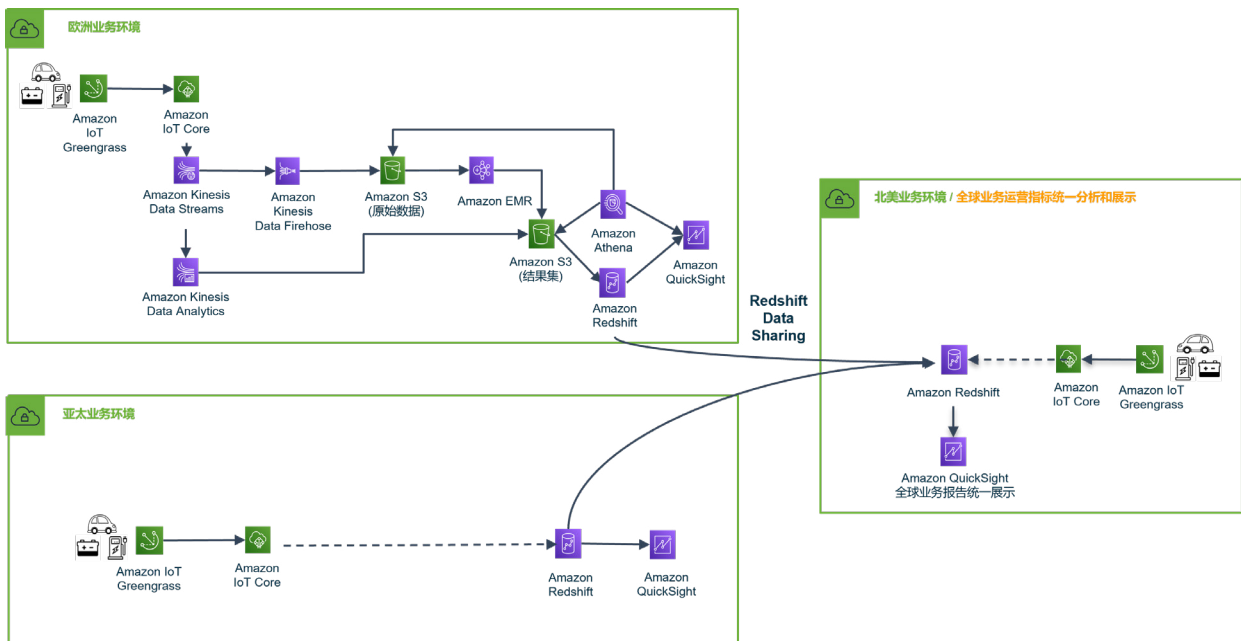 欧洲业务环境
Amazon
IoT
Greengrass
Amazon
IoT Core
Amazon Kinesis
Data Streams
Amazon
Kinesis
Data Firehose
Amazon S3
(原始数据)
Amazon EMR
Amazon
Athena
Amazon S3
(结果集)
Amazon
QuickSight
Amazon Kinesis
Data Analytics
Amazon
Redshift
Redshift
Data
Sharing
北美业务环境 / 全球业务运营指标统一分析和展示
Amazon Redshift
Amazon
IoT Core
Amazon IoT
Greengrass
Amazon QuickSight
全球业务报告统一展示
亚太业务环境
Amazon IoT
Greengrass
Amazon
IoT Core
Amazon
Redshift
Amazon
QuickSight